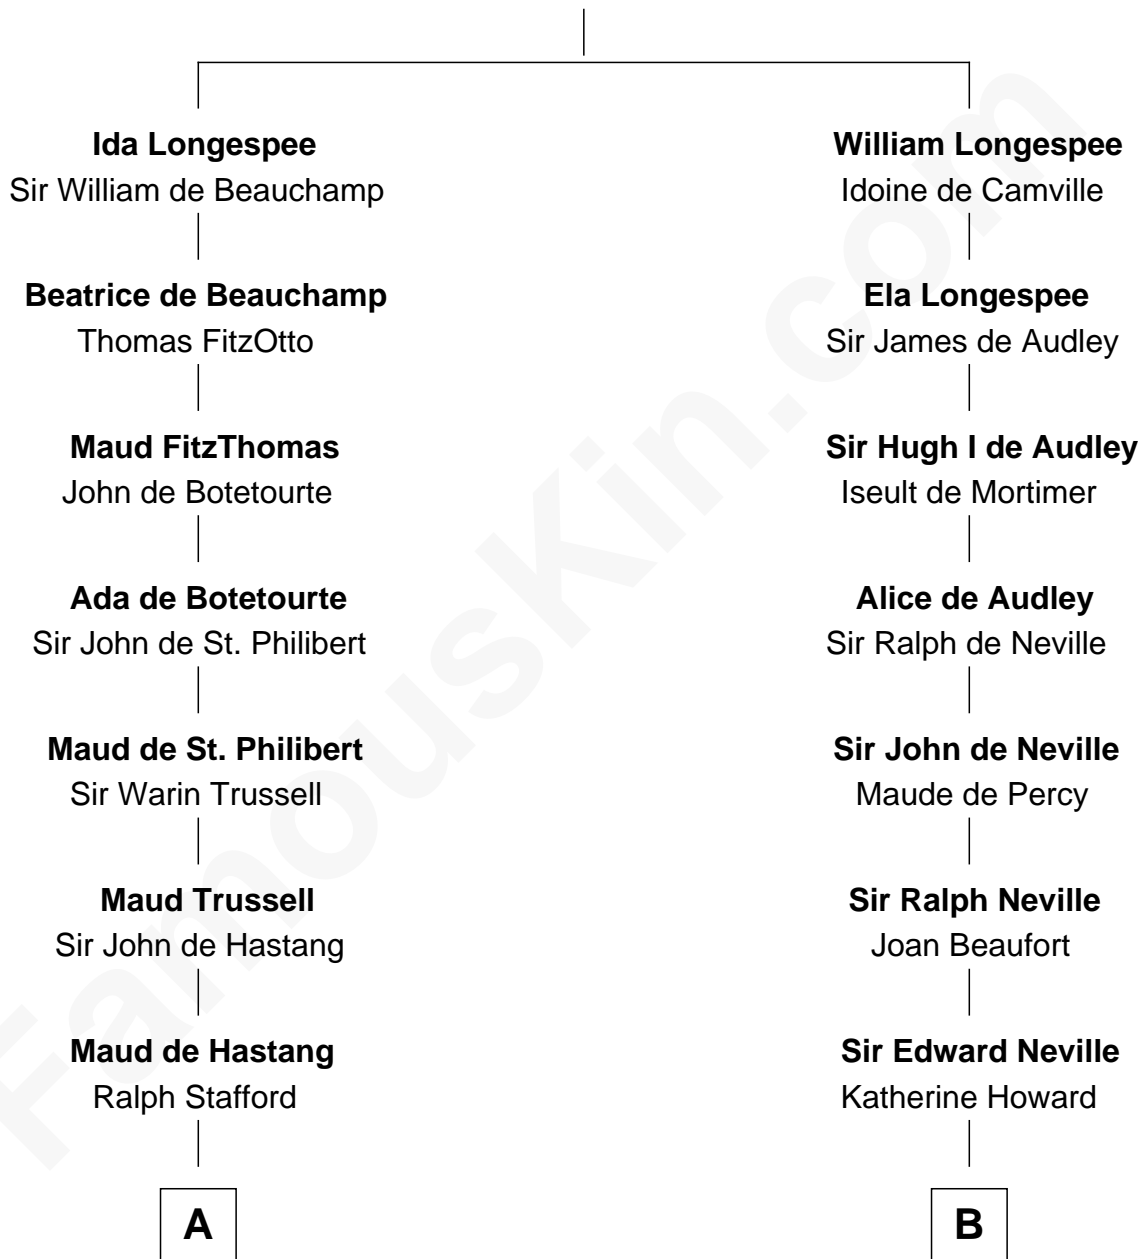 Ida Longespee
Sir William de Beauchamp
Beatrice de Beauchamp
Thomas FitzOtto
Maud FitzThomas
John de Botetourte
Ada de Botetourte
Sir John de St. Philibert
Maud de St. Philibert
Sir Warin Trussell
Maud Trussell
Sir John de Hastang
Maud de Hastang
Ralph Stafford
A
William Longespee
Idoine de Camville
Ela Longespee
Sir James de Audley
Sir Hugh I de Audley
Iseult de Mortimer
Alice de Audley
Sir Ralph de Neville
Sir John de Neville
Maude de Percy
Sir Ralph Neville
Joan Beaufort
Sir Edward Neville
Katherine Howard
B
FamousKin.com